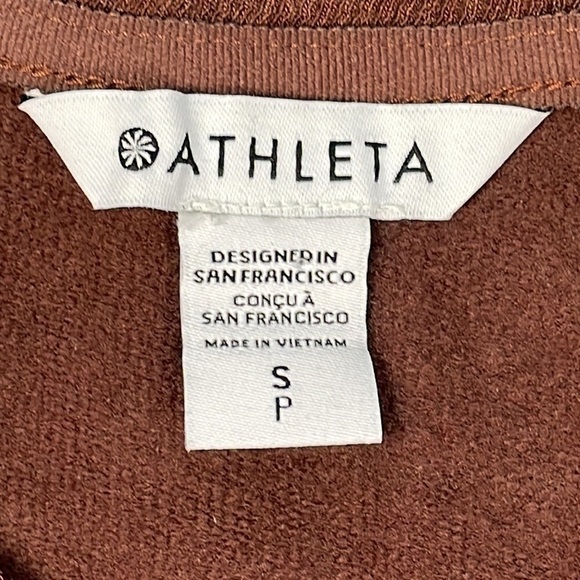 ATHLETA
DESIGNED IN
SAN FRANCISCO
CONÇU À
SAN FRANCISCO
MADE IN VIETNAM
S
P